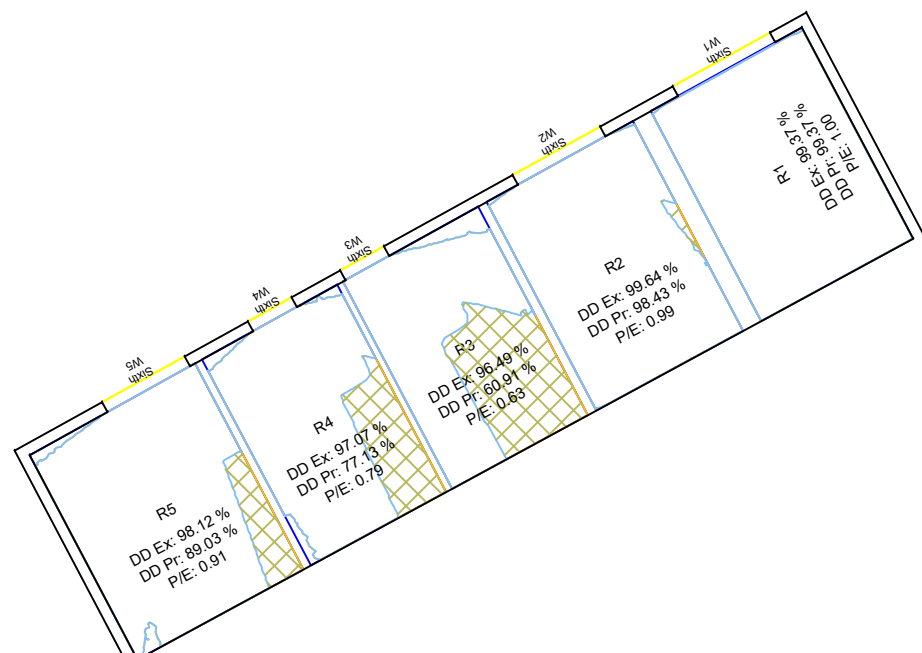 W1
Sixth
R1
DD Ex: 99.37 %
DD Pr: 99.37 %
P/E: 1.00
W2
Sixth
R2
DD Ex: 99.64 %
DD Pr: 98.43 %
P/E: 0.99
W3
Sixth
R3
DD Ex: 96.49 %
DD Pr: 60.91 %
P/E: 0.63
W4
Sixth
R4
DD Ex: 97.07 %
DD Pr: 77.13 %
P/E: 0.79
W5
Sixth
R5
DD Ex: 98.12 %
DD Pr: 89.03 %
P/E: 0.91